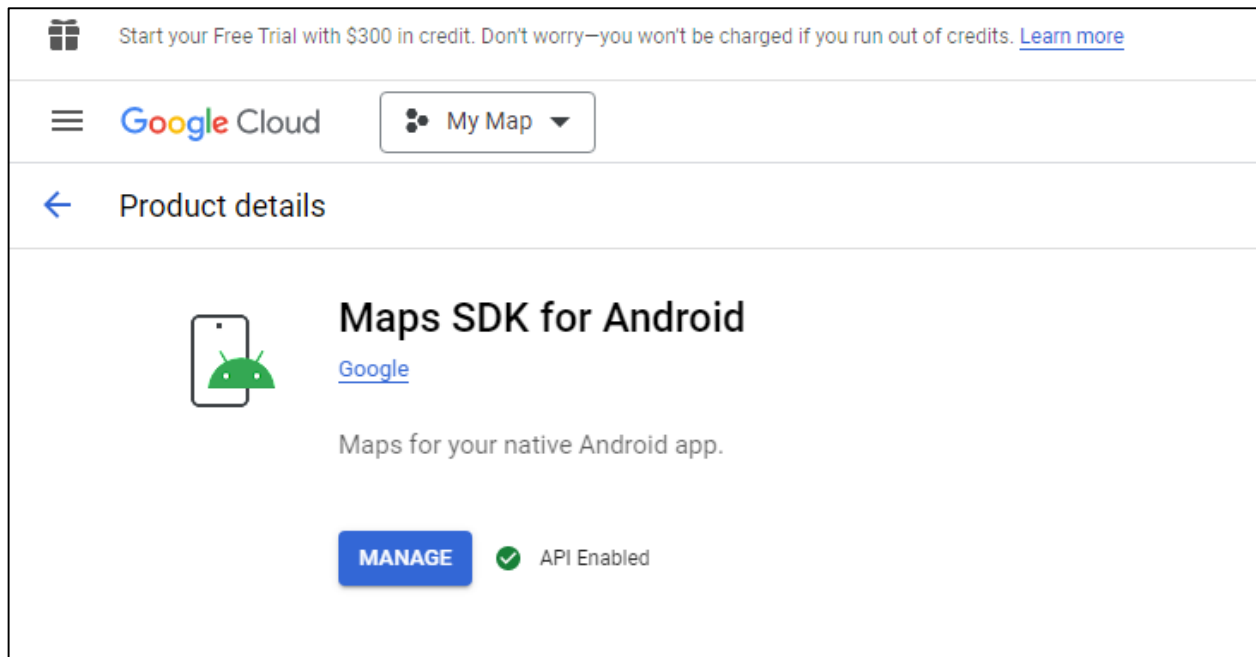 Start your Free Trial with $300 in credit. Don't worry—you won't be charged if you run out of credits. Learn more
Google Cloud My Map
Product details
Maps SDK for Android
Google
Maps for your native Android app.
MANAGE API Enabled